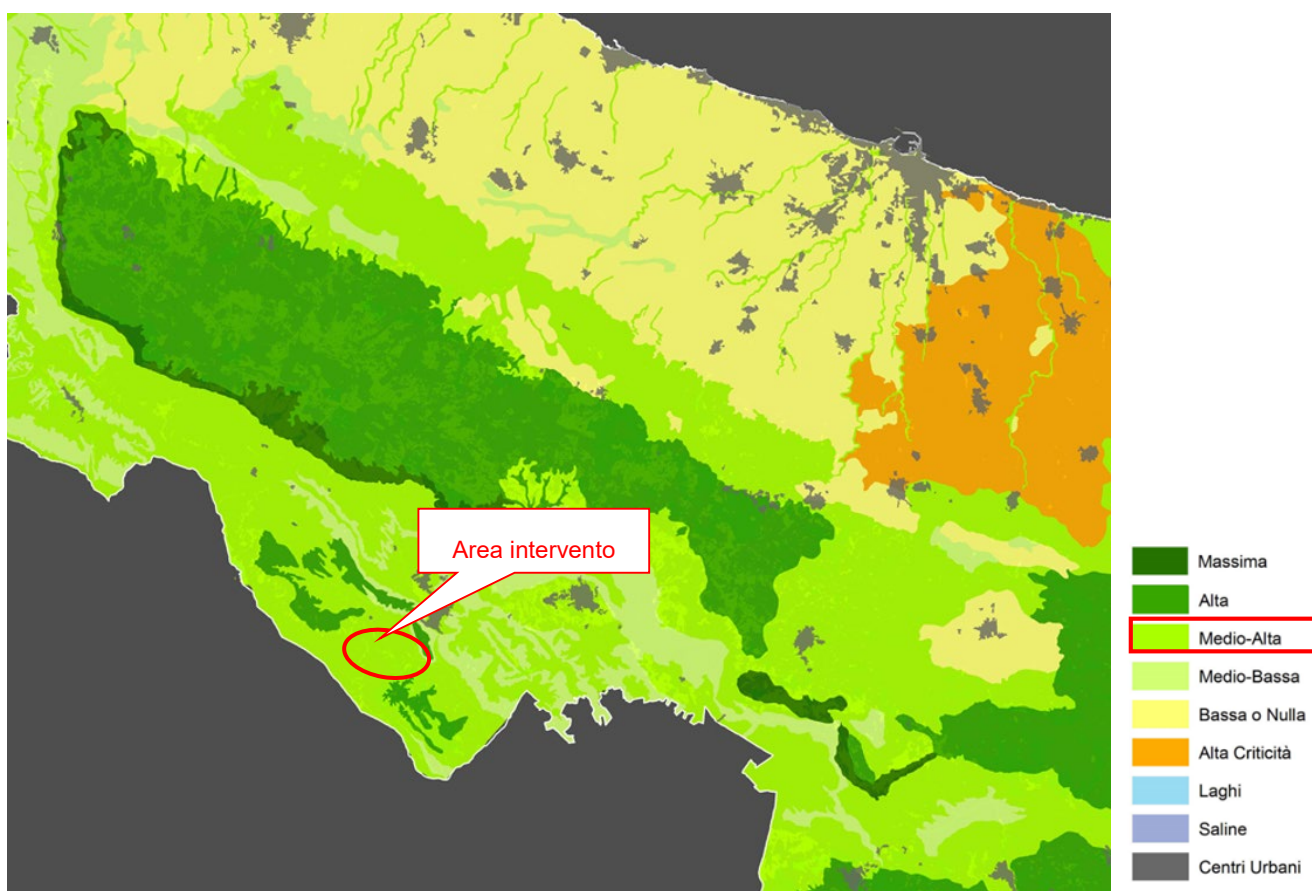 Area intervento
Massima
Alta
Medio-Alta
Medio-Bassa
Bassa o Nulla
Alta Criticità
Laghi
Saline
Centri Urbani